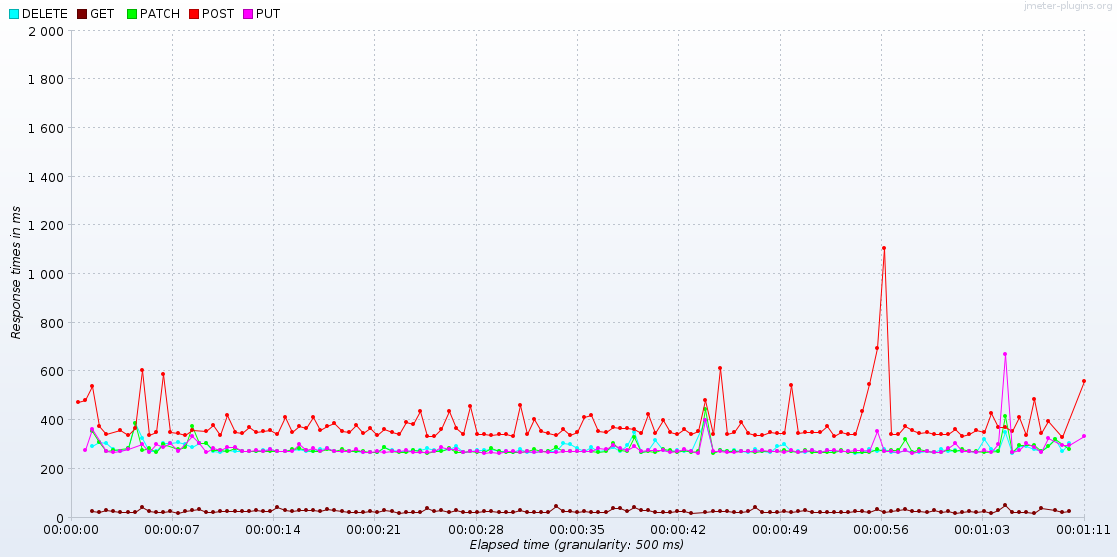 DELETE GET PATCH POST PUT
jmeter-plugins.org
2 000
1 800
1 600
1 400
1 200
1 000
800
600
400
200
0
Response times in ms
00:00:00 00:00:07 00:00:14 00:00:21 00:00:28 00:00:35 00:00:42 00:00:49 00:00:56 00:01:03 00:01:11
Elapsed time (granularity: 500 ms)